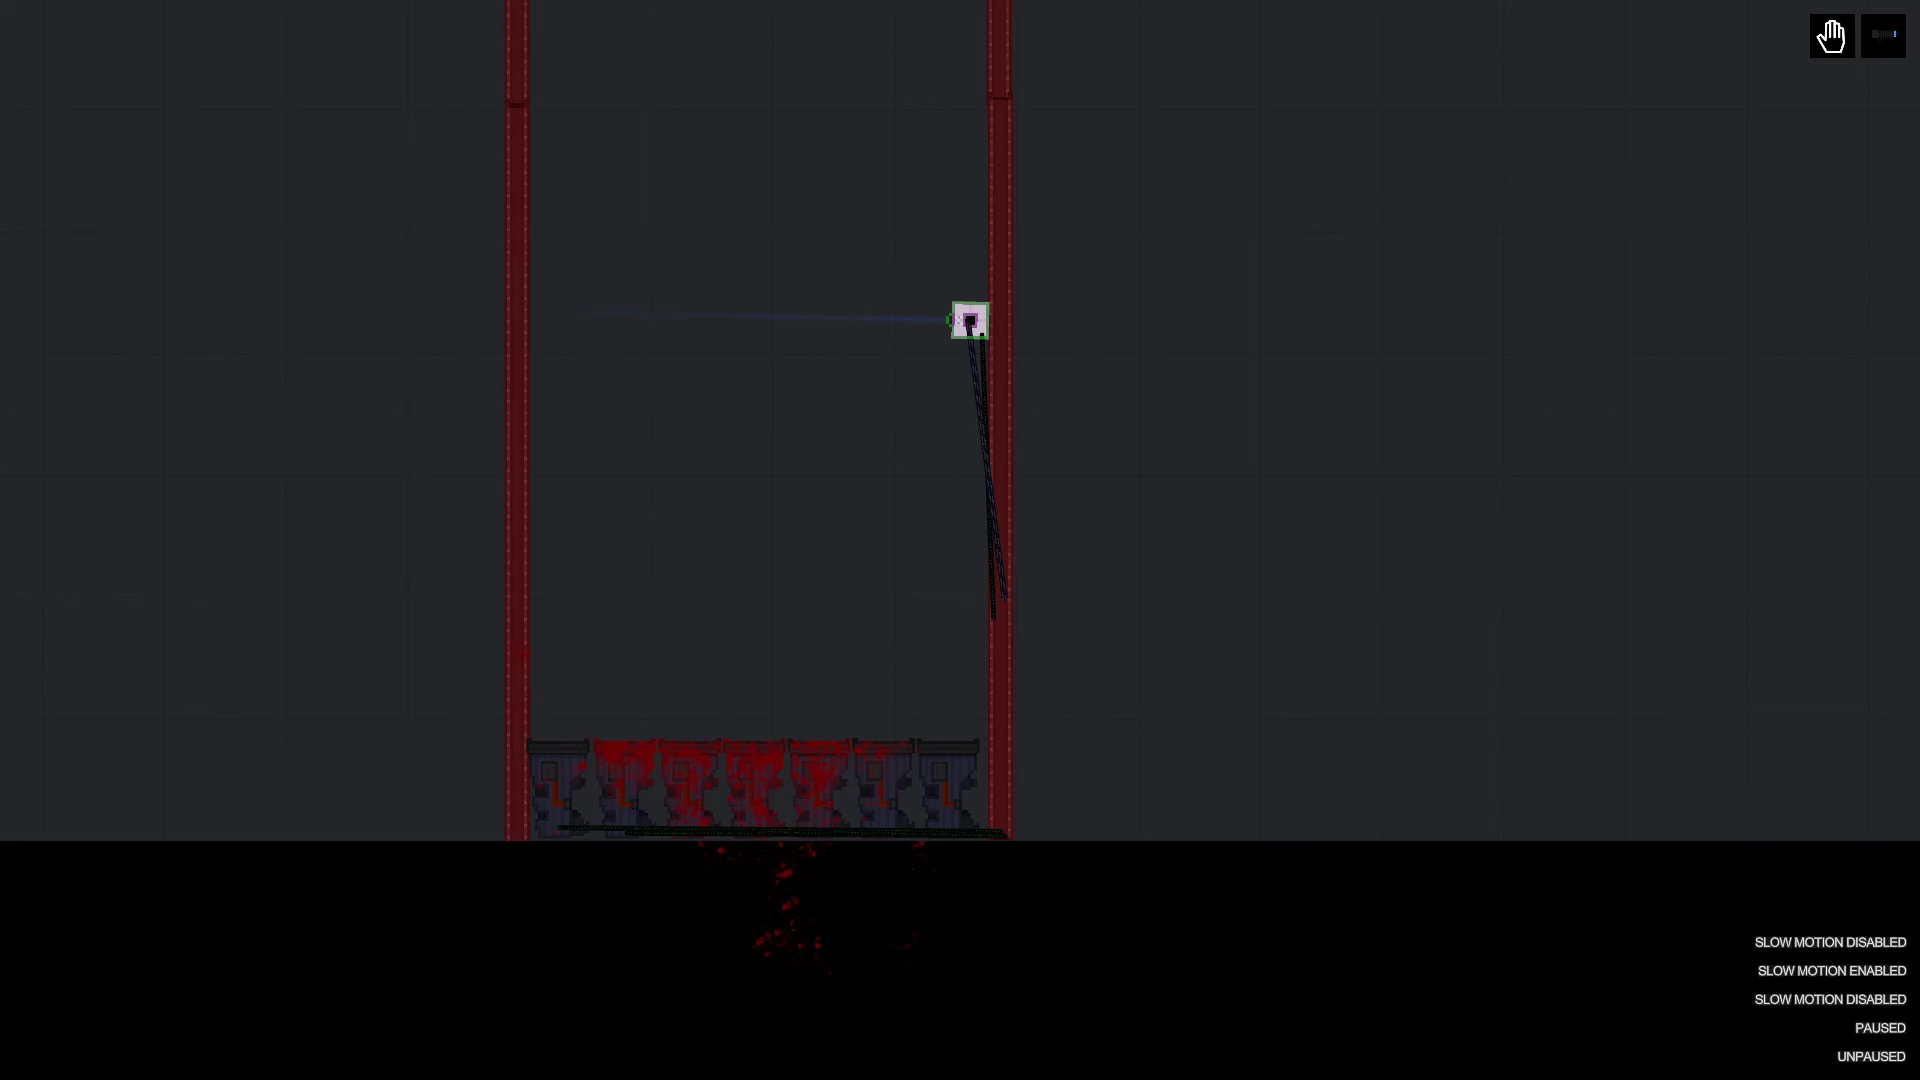 SLOW MOTION DISABLED
SLOW MOTION ENABLED
SLOW MOTION DISABLED
PAUSED
UNPAUSED